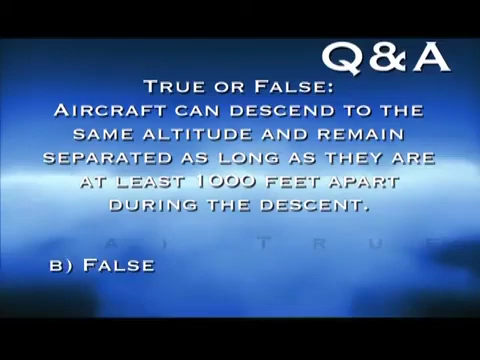 Q&A
True or False:
Aircraft can descend to the
same altitude and remain
separated as long as they are
at least 1000 feet apart
during the descent.
a) True
b) False